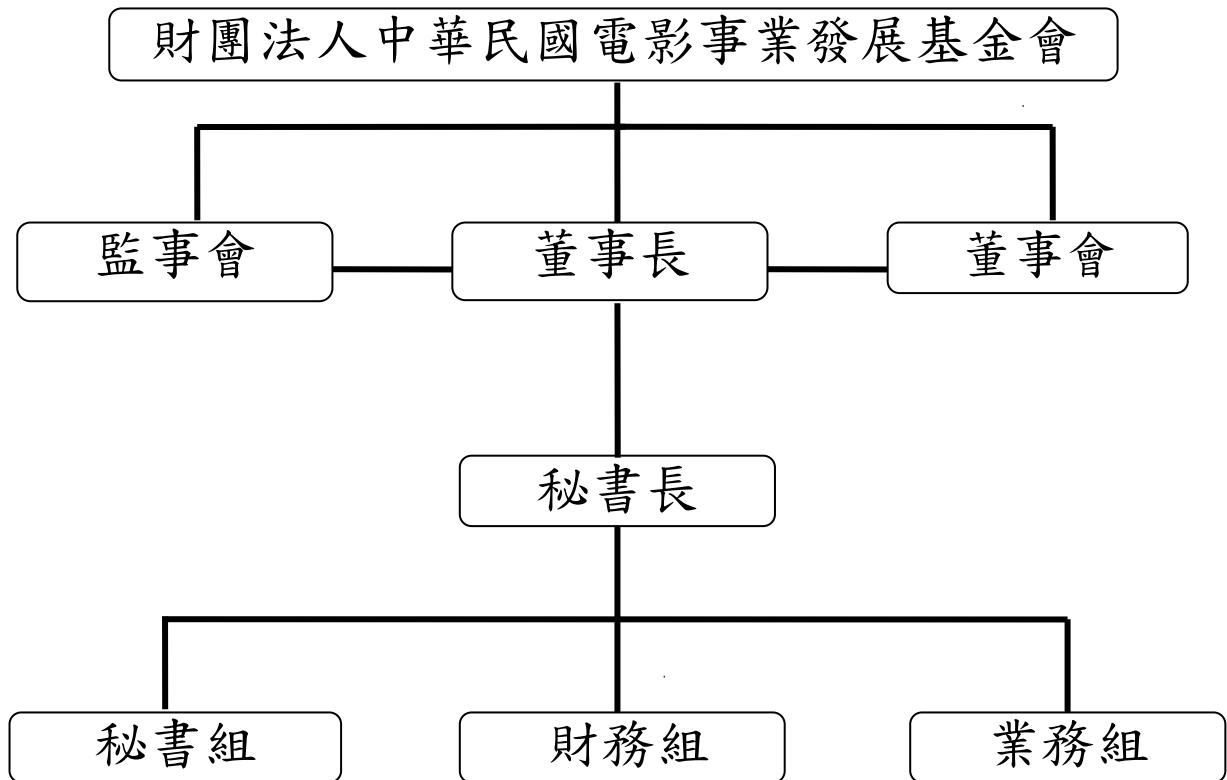 財團法人中華民國電影事業發展基金會
監事會
董事長
董事會
秘書長
秘書組
財務組
業務組